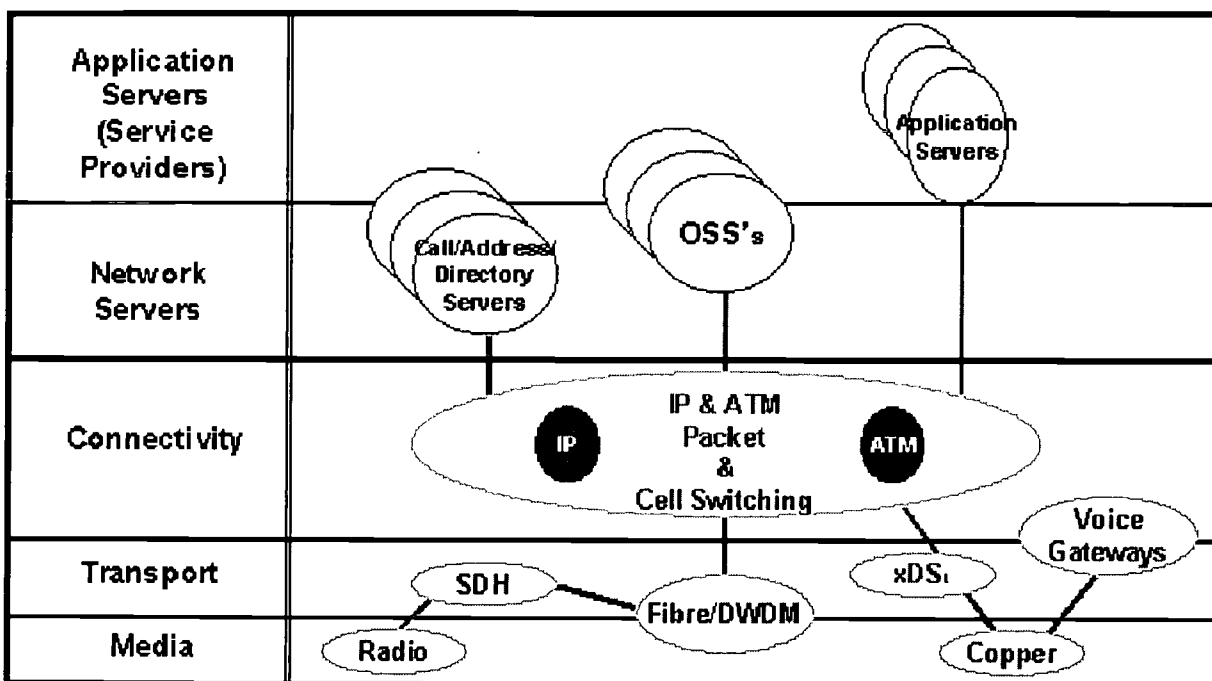 Application
Servers
(Service
Providers)
Application
Servers
Network
Servers
Call/Address/
Directory
Servers
OSS's
Connectivity
IP
IP & ATM
Packet
&
Cell Switching
ATM
Voice
Gateways
Transport
SDH
Fibre/DWDM
Media
Radio
Copper